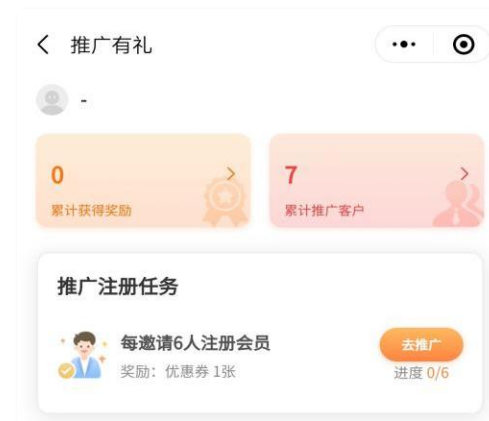 推广有礼
-
0
累计获得奖励
7
累计推广客户
推广注册任务
每邀请6人注册会员
奖励：优惠券 1张
去推广
进度 0/6